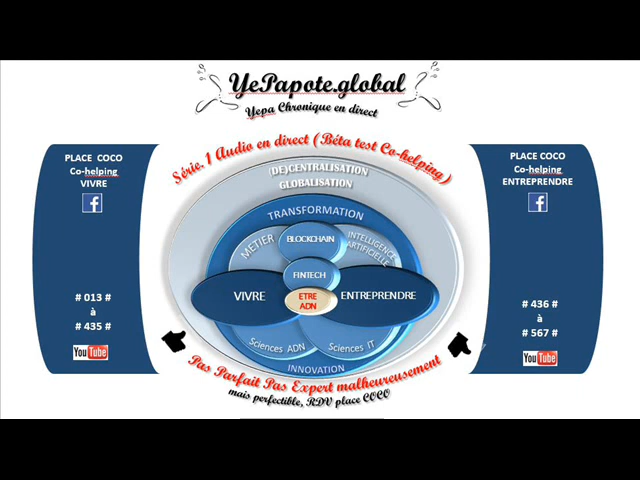 YePapote.global
Yepa Chronique en direct
Série, 1 Audio en direct (Béta test Co-helping)
PLACE COCO
Co-helping
VIVRE
# 013 #
à
# 435 #
YouTube
(DE)CENTRALISATION
GLOBALISATION
TRANSFORMATION
METIER
BLOCKCHAIN
INTELLIGENCE
ARTIFICIELLE
FINTECH
VIVRE
ETRE
ADN
ENTREPRENDRE
Sciences ADN
Sciences IT
INNOVATION
PLACE COCO
Co-helping
ENTREPRENDRE
# 436 #
à
# 567 #
YouTube
Pas Parfait Pas Expert malheureusement
mais perfectible, RDV place COCO